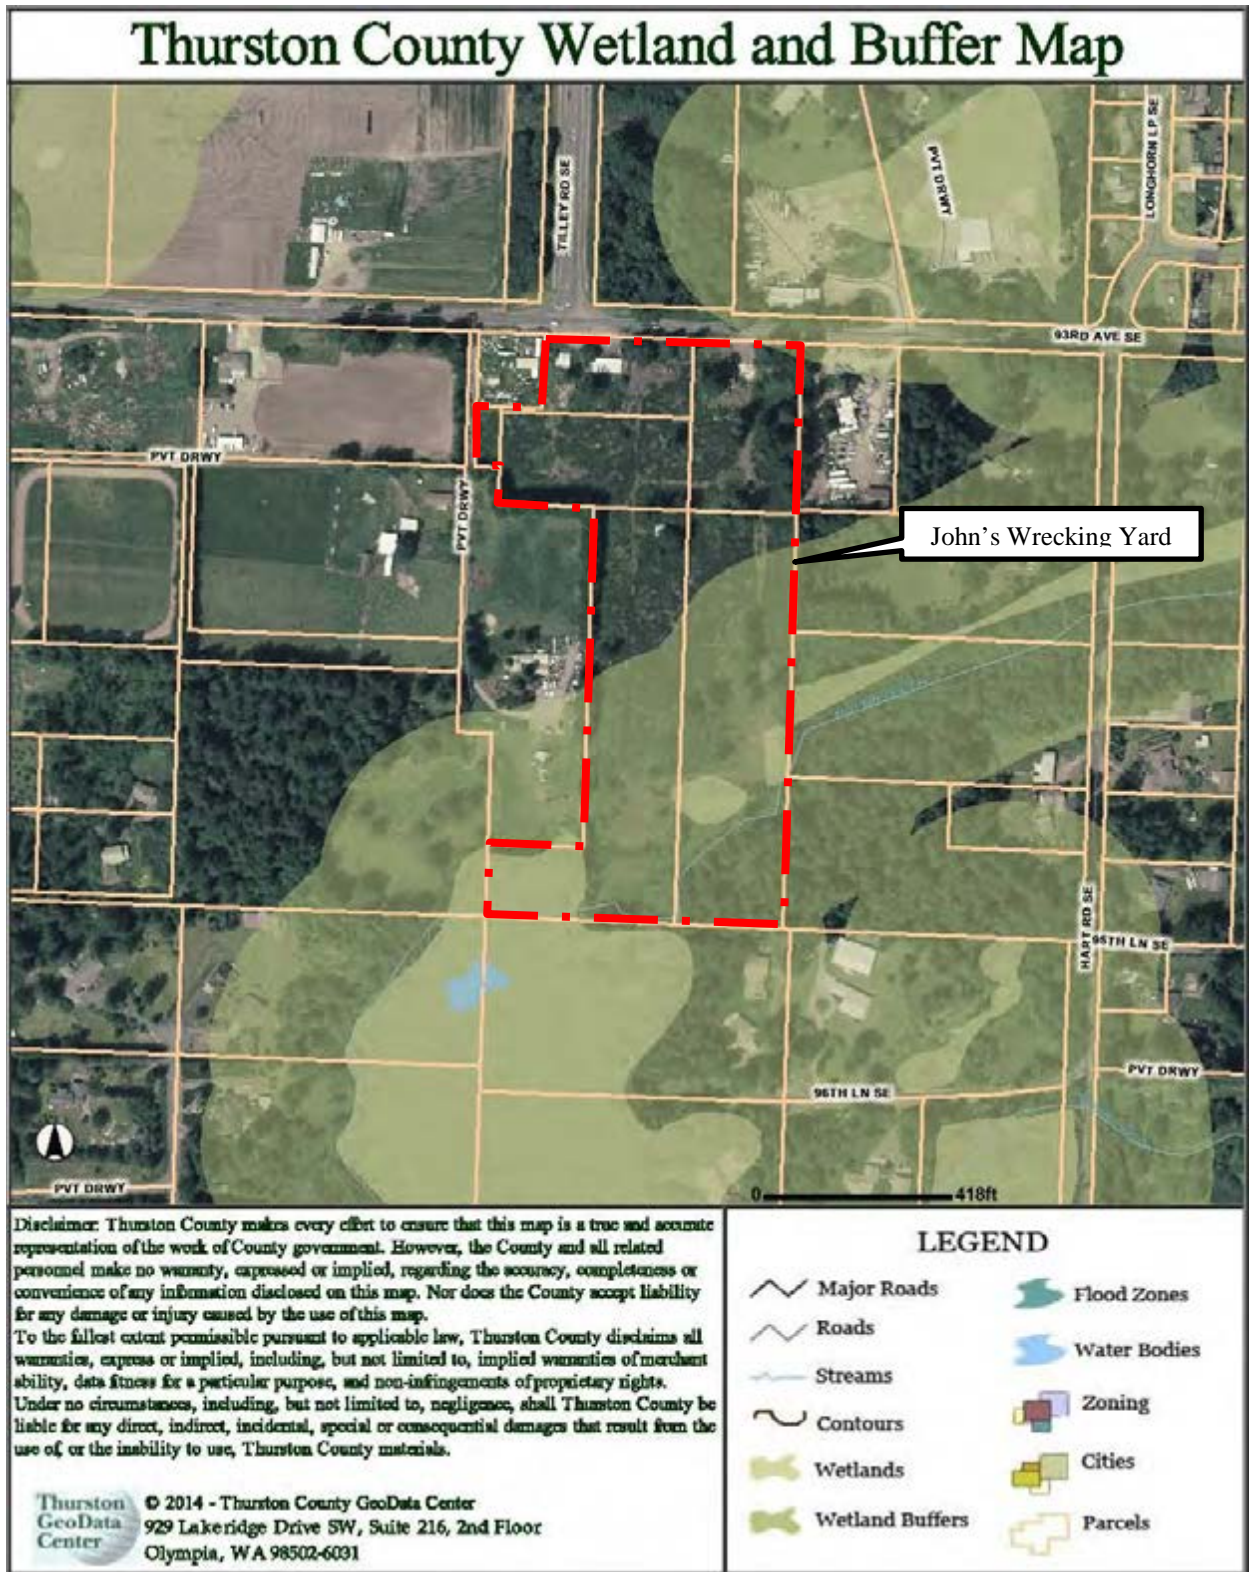 Thurston County Wetland and Buffer Map
TILLEY RD SE
PVT DRWY
LONGHORN LP SE
93RD AVE SE
PVT DRWY
PVT DRWY
John's Wrecking Yard
HART RD SE
95TH LN SE
PVT DRWY
96TH LN SE
PVT DRWY
0 418ft
Disclaimer: Thurston County makes every effort to ensure that this map is a true and accurate
representation of the work of County government. However, the County and all related
personnel make no warranty, expressed or implied, regarding the accuracy, completeness or
convenience of any information disclosed on this map. Nor does the County accept liability
for any damage or injury caused by the use of this map.
To the fullest extent permissible pursuant to applicable law, Thurston County disclaims all
warranties, express or implied, including, but not limited to, implied warranties of merchant
ability, data fitness for a particular purpose, and non-infringements of proprietary rights.
Under no circumstances, including, but not limited to, negligence, shall Thurston County be
liable for any direct, indirect, incidental, special or consequential damages that result from the
use of, or the inability to use, Thurston County materials.
Thurston
GeoData
Center
© 2014 - Thurston County GeoData Center
929 Lakeridge Drive SW, Suite 216, 2nd Floor
Olympia, WA 98502-6031
LEGEND
Major Roads
Roads
Streams
Contours
Wetlands
Wetland Buffers
Flood Zones
Water Bodies
Zoning
Cities
Parcels